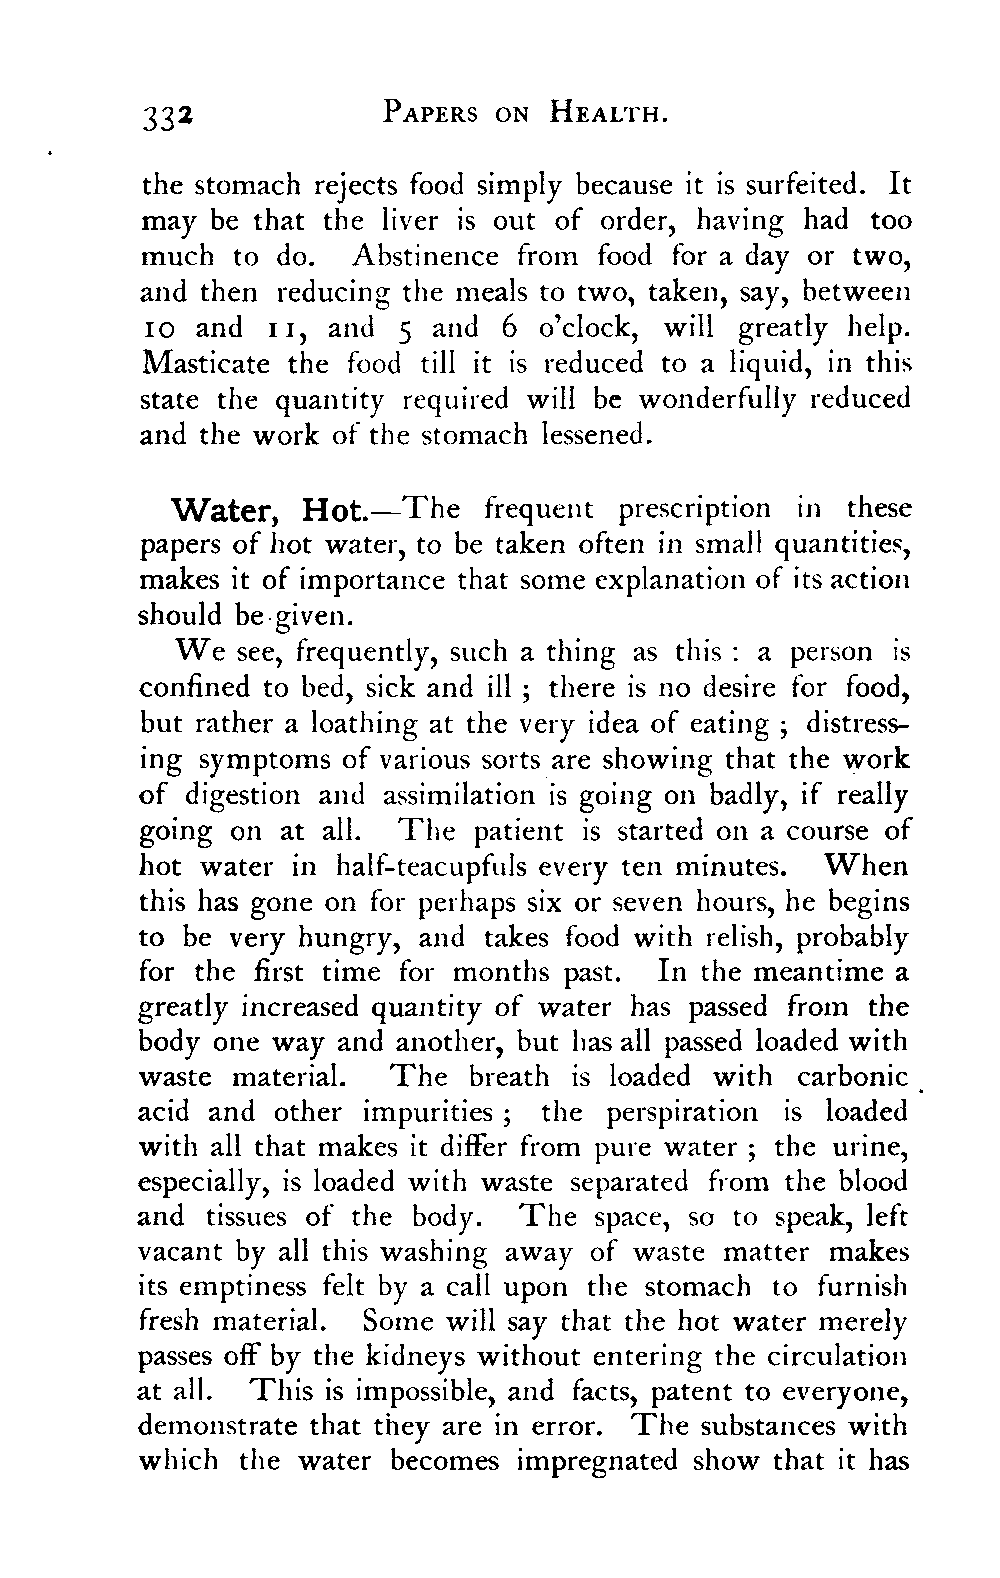 332 PAPERS ON HEALTH.
the stomach rejects food simply because it is surfeited. It
may be that the liver is out of order, having had too
much to do. Abstinence from food for a day or two,
and then reducing the meals to two, taken, say, between
10 and 11, and 5 and 6 o'clock, will greatly help.
Masticate the food till it is reduced to a liquid, in this
state the quantity required will be wonderfully reduced
and the work of the stomach lessened.
Water, Hot.—The frequent prescription in these
papers of hot water, to be taken often in small quantities,
makes it of importance that some explanation of its action
should be given.
We see, frequently, such a thing as this : a person is
confined to bed, sick and ill ; there is no desire for food,
but rather a loathing at the very idea of eating ; distress-
ing symptoms of various sorts are showing that the work
of digestion and assimilation is going on badly, if really
going on at all. The patient is started on a course of
hot water in half-teacupfuls every ten minutes. When
this has gone on for perhaps six or seven hours, he begins
to be very hungry, and takes food with relish, probably
for the first time for months past. In the meantime a
greatly increased quantity of water has passed from the
body one way and another, but has all passed loaded with
waste material. The breath is loaded with carbonic
acid and other impurities ; the perspiration is loaded
with all that makes it differ from pure water ; the urine,
especially, is loaded with waste separated from the blood
and tissues of the body. The space, so to speak, left
vacant by all this washing away of waste matter makes
its emptiness felt by a call upon the stomach to furnish
fresh material. Some will say that the hot water merely
passes off by the kidneys without entering the circulation
at all. This is impossible, and facts, patent to everyone,
demonstrate that they are in error. The substances with
which the water becomes impregnated show that it has